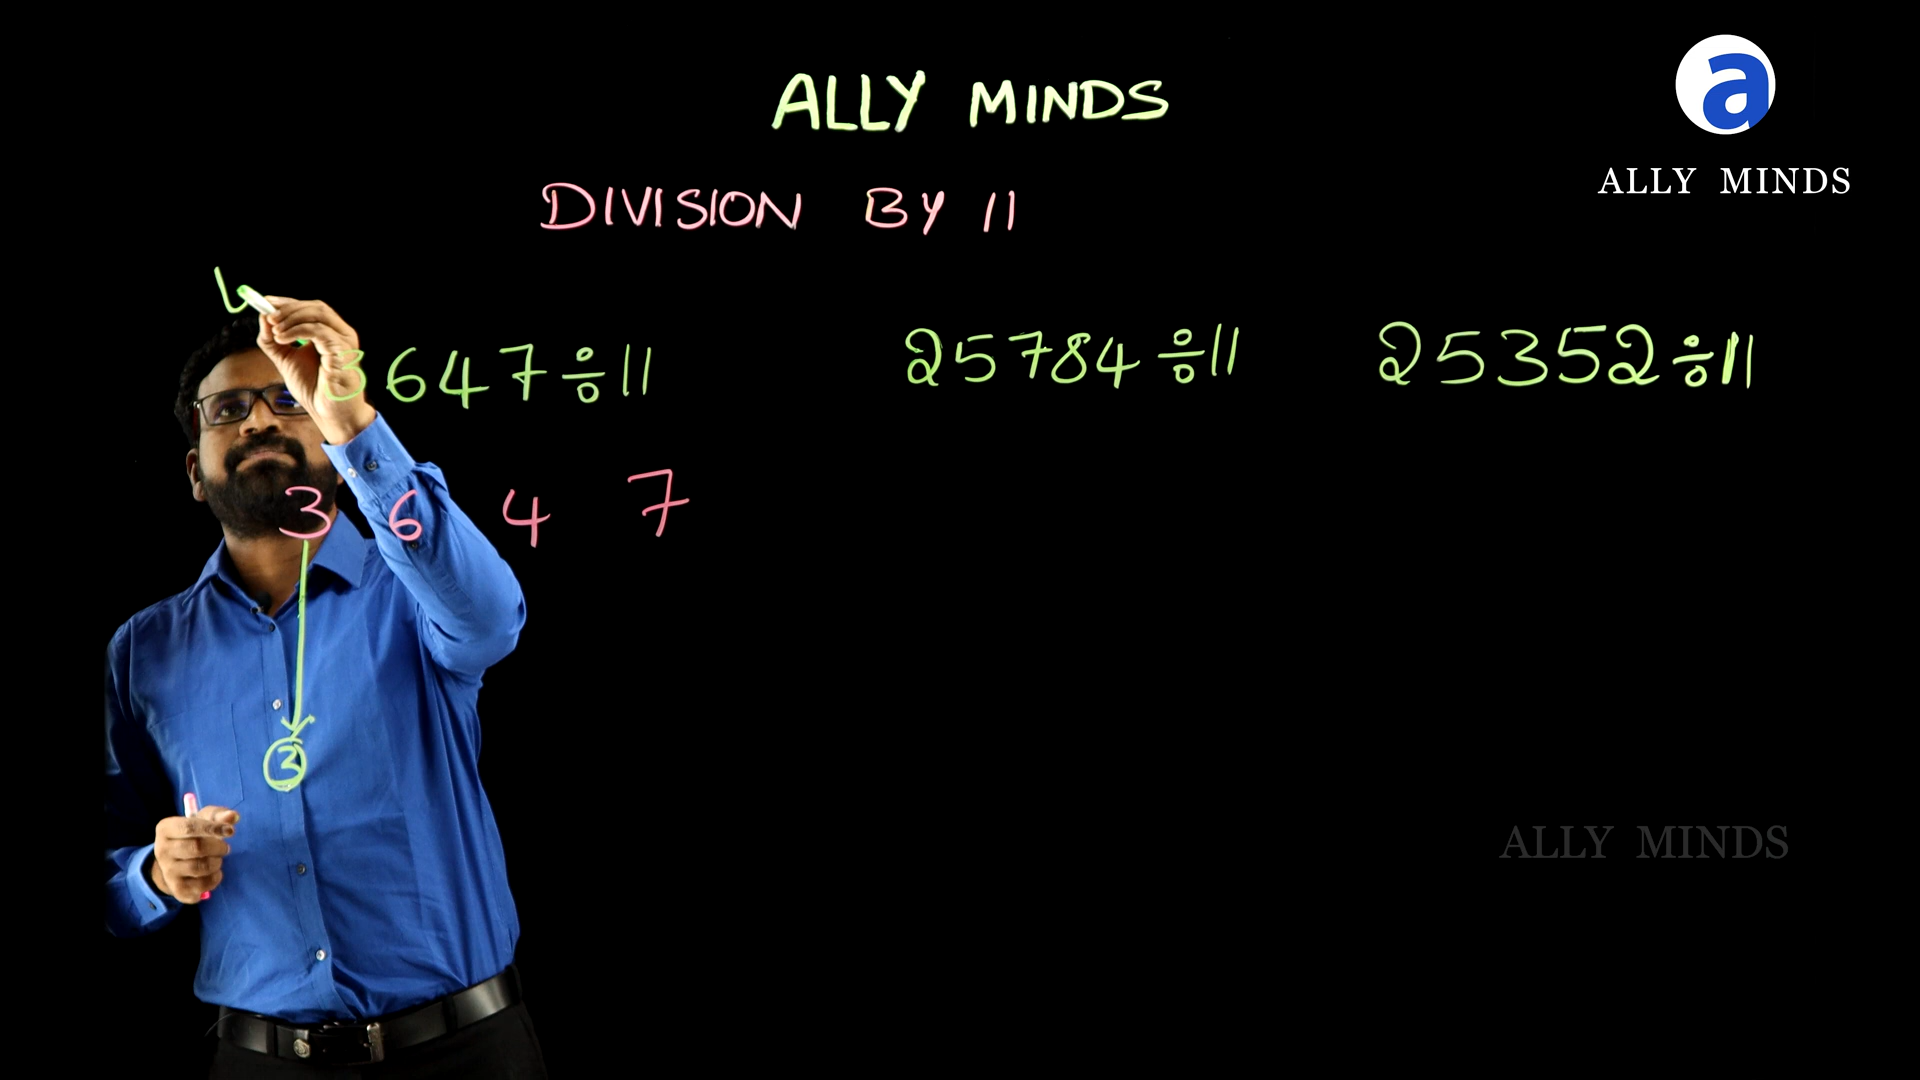 ALLY MINDS
a
ALLY MINDS
DIVISION BY 11
3647÷11
25784÷11
25352÷11
3 6 4 7
3
ALLY MINDS